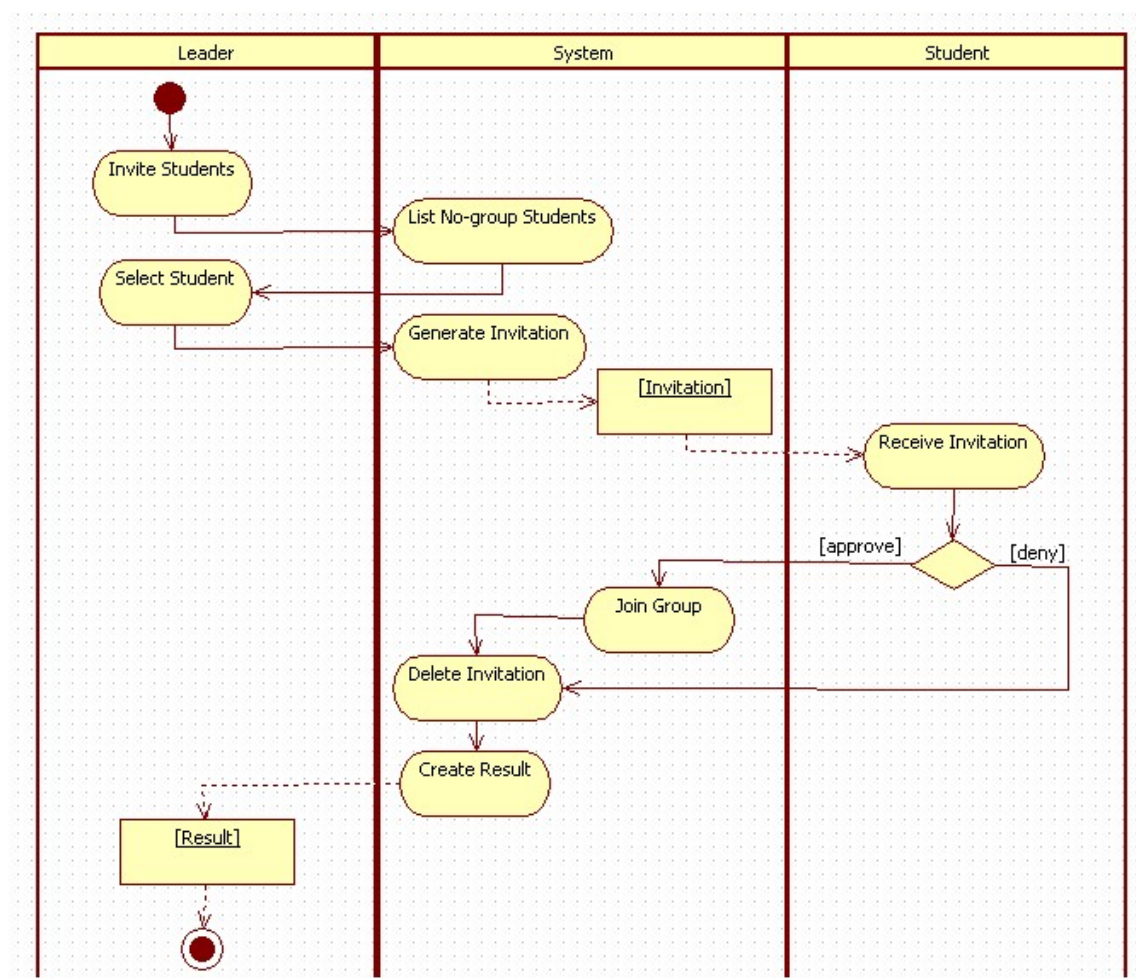 Leader
System
Student
Invite Students
List No-group Students
Select Student
Generate Invitation
[Invitation]
Receive Invitation
[approve]
[deny]
Join Group
Delete Invitation
Create Result
[Result]